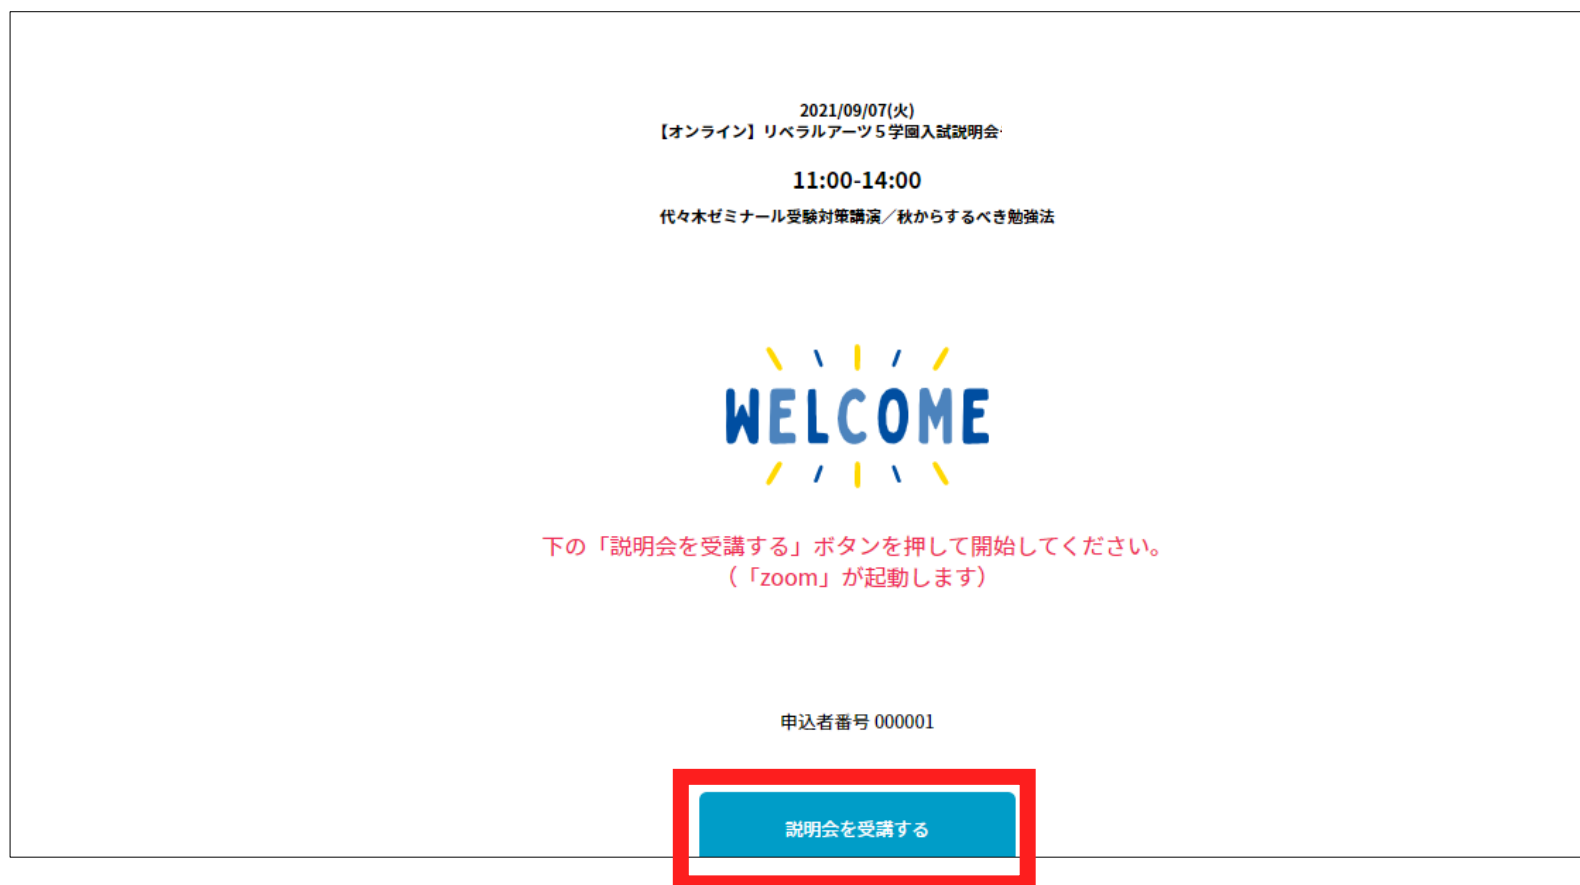 2021/09/07(火)
【オンライン】リベラルアーツ５学園入試説明会
11:00-14:00
代々木ゼミナール受験対策講演／秋からするべき勉強法
WELCOME
下の「説明会を受講する」ボタンを押して開始してください。
（「zoom」が起動します）
申込者番号 000001
説明会を受講する